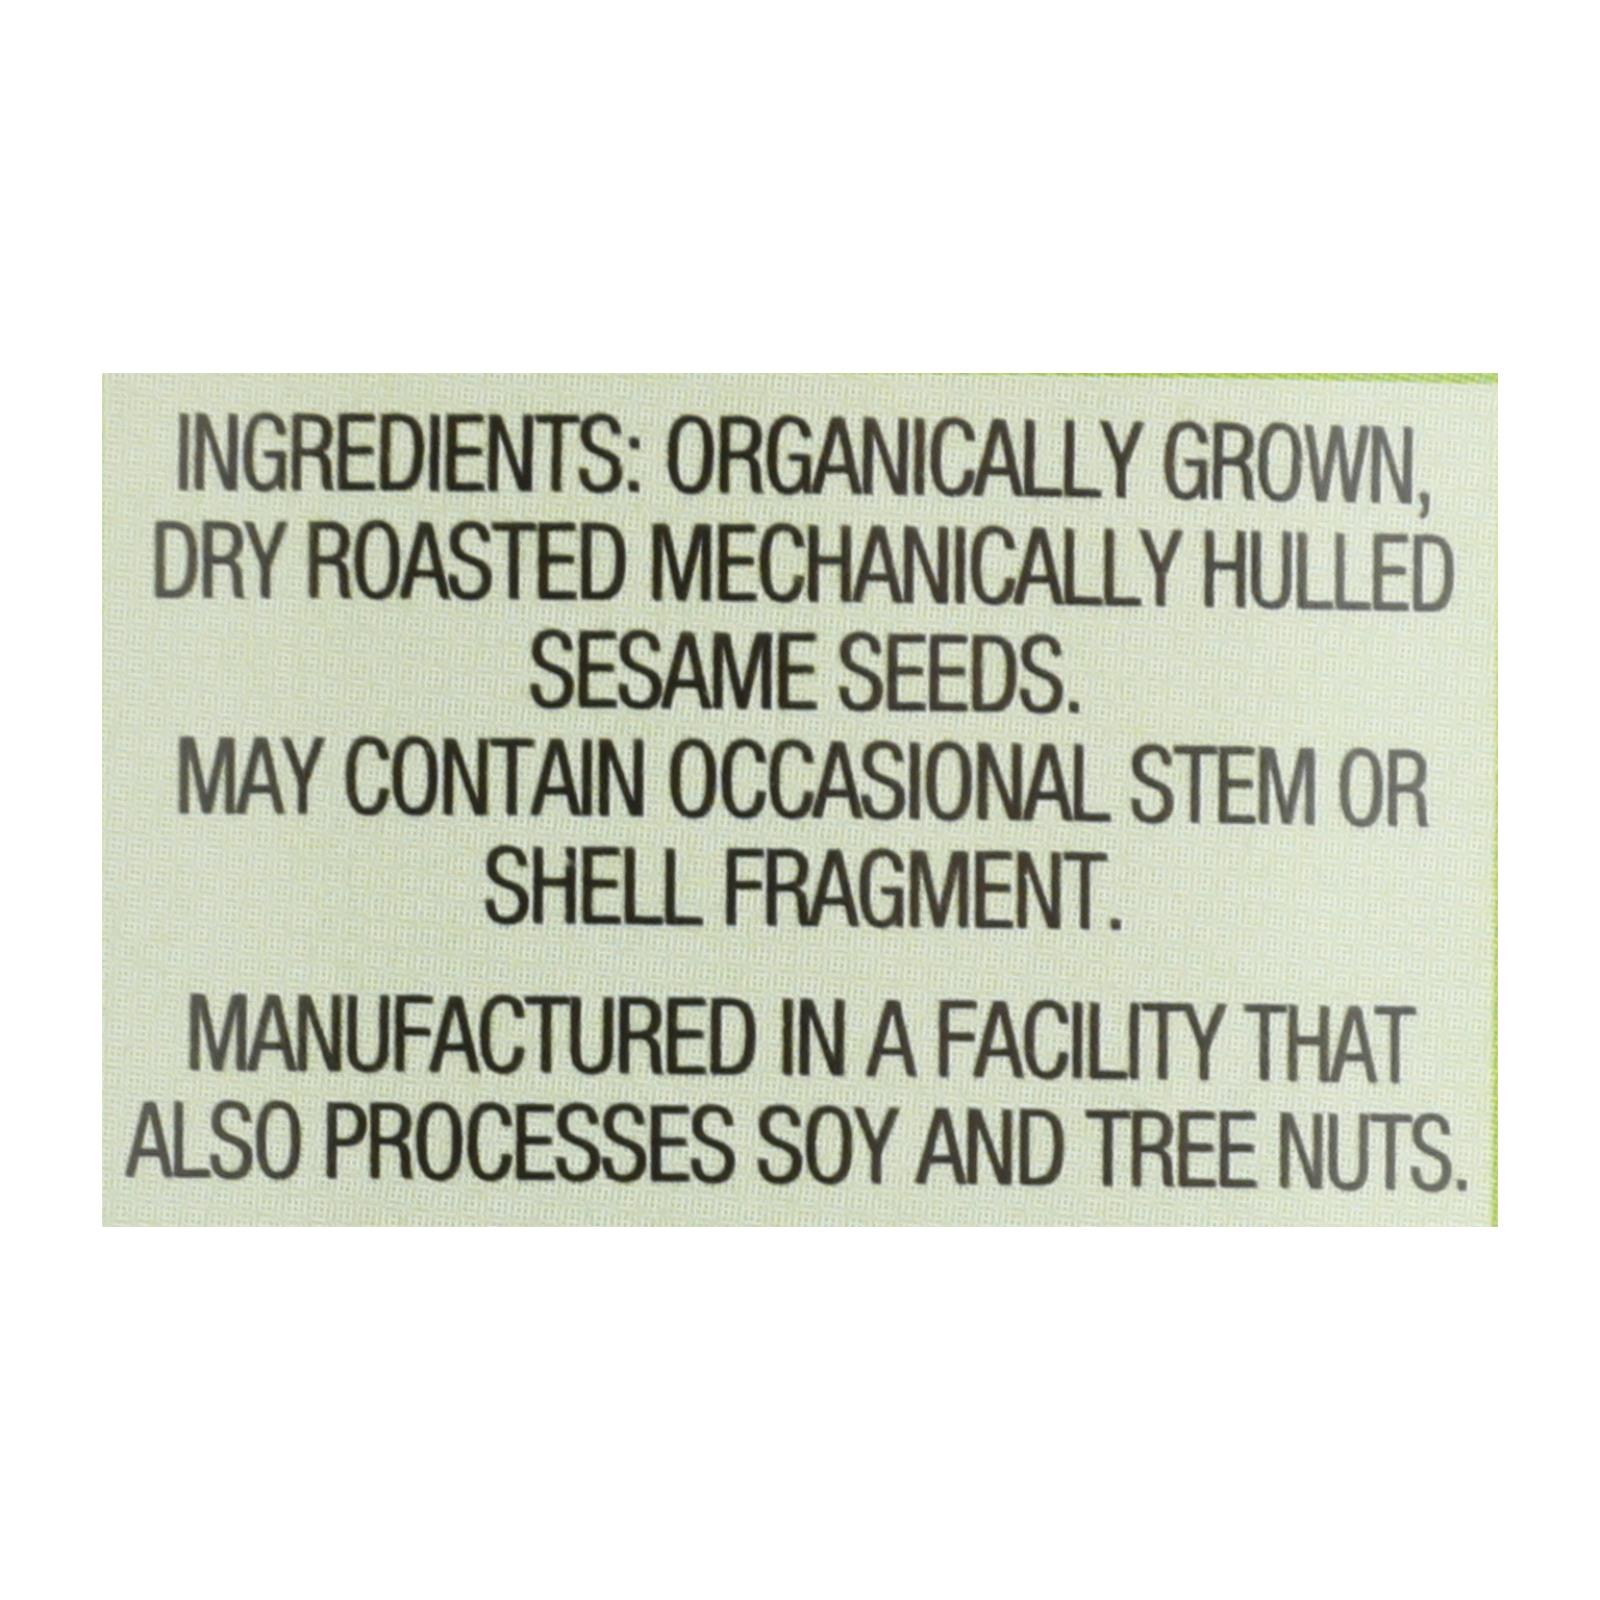 INGREDIENTS: ORGANICALLY GROWN,
DRY ROASTED MECHANICALLY HULLED
SESAME SEEDS.
MAY CONTAIN OCCASIONAL STEM OR
SHELL FRAGMENT.
MANUFACTURED IN A FACILITY THAT
ALSO PROCESSES SOY AND TREE NUTS.